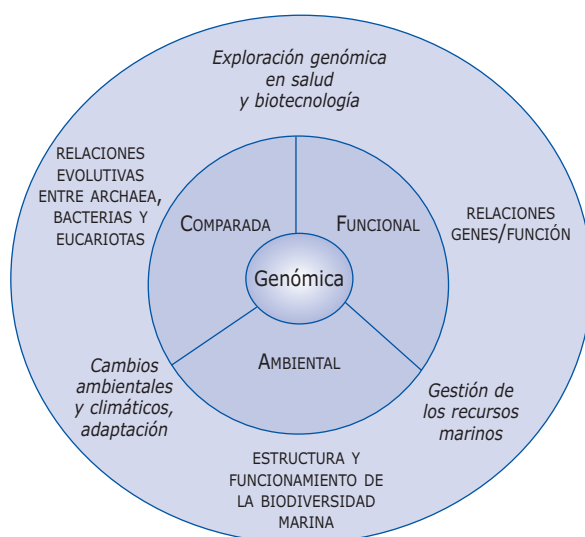 Exploración genómica
en salud
y biotecnología
RELACIONES
EVOLUTIVAS
ENTRE ARCHAEA,
BACTERIAS Y
EUCARIOTAS
COMPARADA
FUNCIONAL
RELACIONES
GENES/FUNCIÓN
Genómica
AMBIENTAL
Cambios
ambientales
y climáticos,
adaptación
Gestión de
los recursos
marinos
ESTRUCTURA Y
FUNCIONAMIENTO DE
LA BIODIVERSIDAD
MARINA